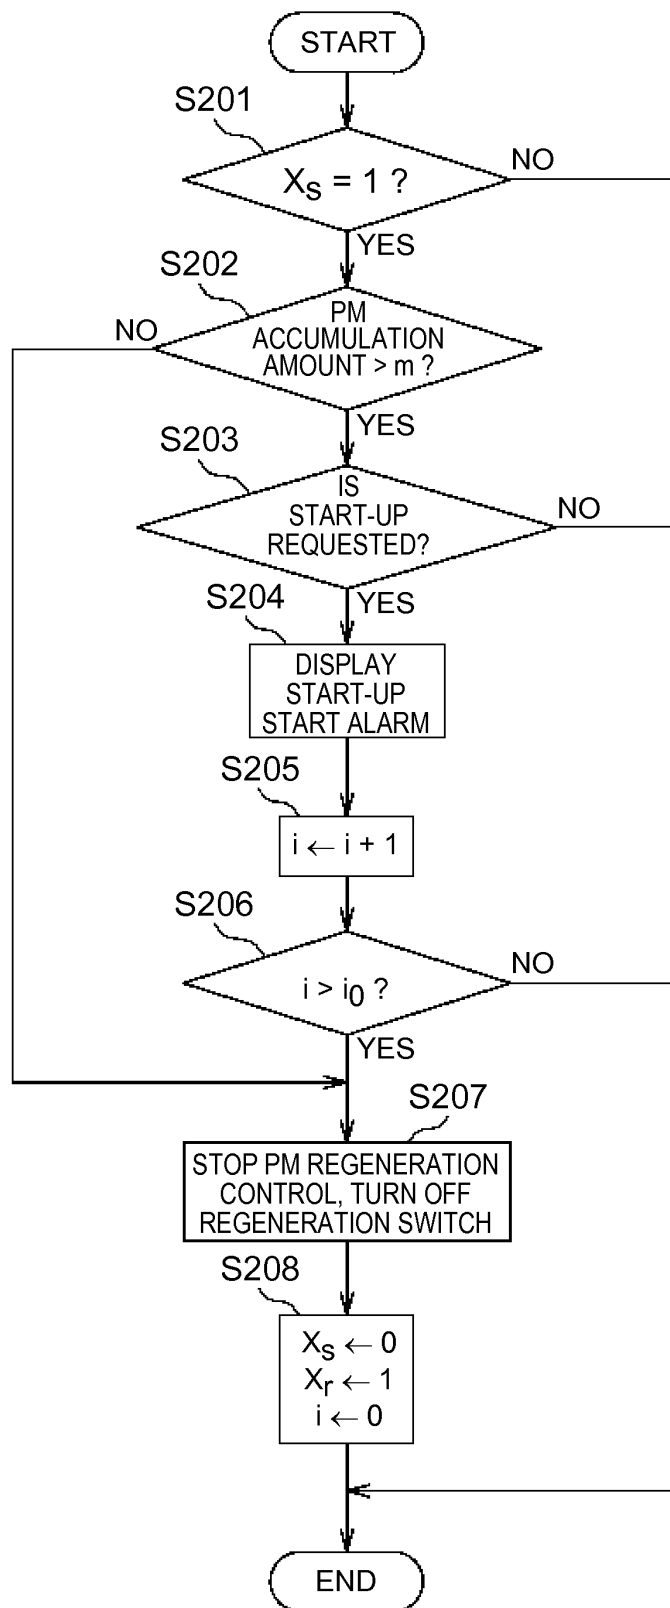 START
S201
Xs = 1 ?
NO
YES
S202
NO
PM
ACCUMULATION
AMOUNT > m ?
YES
S203
IS
START-UP
REQUESTED?
NO
YES
S204
DISPLAY
START-UP
START ALARM
S205
i ← i + 1
S206
i > i0 ?
NO
YES
S207
STOP PM REGENERATION
CONTROL, TURN OFF
REGENERATION SWITCH
S208
Xs ← 0
Xr ← 1
i ← 0
END